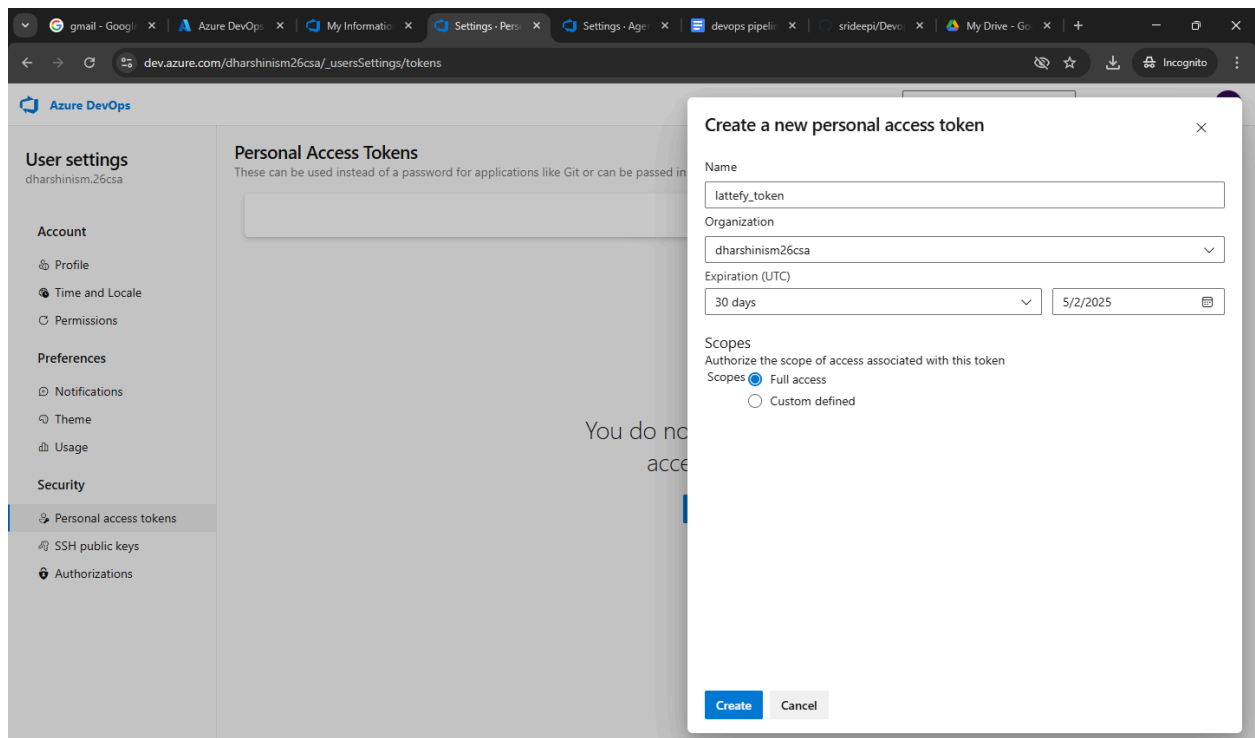 gmail - Googl
Azure DevOps
My Informatio
Settings · Pers
Settings · Age
devops pipelin
srideepi/Devo
My Drive - Go
dev.azure.com/dharshinism26csa/_usersSettings/tokens
Incognito
Azure DevOps
User settings
dharshinism.26csa
Account
Profile
Time and Locale
Permissions
Preferences
Notifications
Theme
Usage
Security
Personal access tokens
SSH public keys
Authorizations
Personal Access Tokens
These can be used instead of a password for applications like Git or can be passed in
You do no
acce
Create a new personal access token
Name
lattefy_token
Organization
dharshinism26csa
Expiration (UTC)
30 days
5/2/2025
Scopes
Authorize the scope of access associated with this token
Scopes
Full access
Custom defined
Create
Cancel